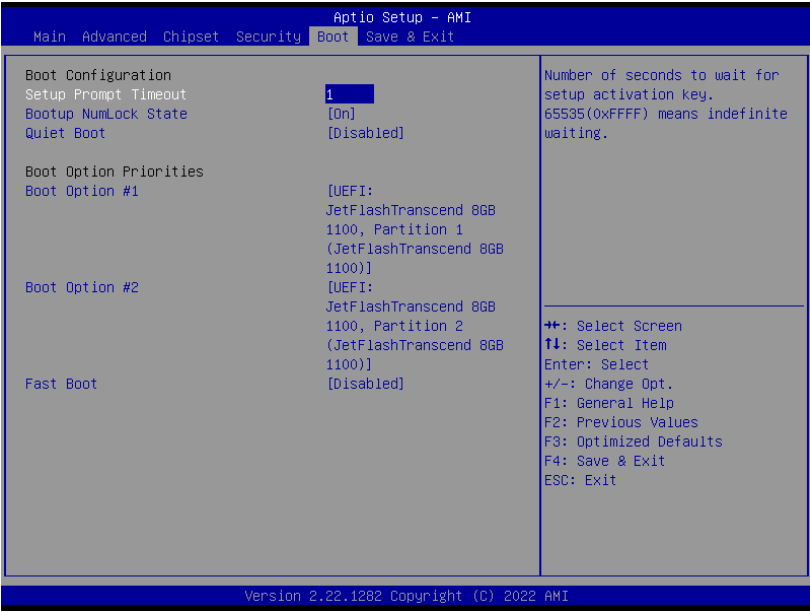 Aptio Setup – AMI
Main Advanced Chipset Security Boot Save & Exit
Boot Configuration
Setup Prompt Timeout 1
Bootup NumLock State [On]
Quiet Boot [Disabled]
Boot Option Priorities
Boot Option #1 [UEFI:
JetFlashTranscend 8GB
1100, Partition 1
(JetFlashTranscend 8GB
1100)]
Boot Option #2 [UEFI:
JetFlashTranscend 8GB
1100, Partition 2
(JetFlashTranscend 8GB
1100)]
Fast Boot [Disabled]
Number of seconds to wait for
setup activation key.
65535(0xFFFF) means indefinite
waiting.
→←: Select Screen
↑↓: Select Item
Enter: Select
+/-: Change Opt.
F1: General Help
F2: Previous Values
F3: Optimized Defaults
F4: Save & Exit
ESC: Exit
Version 2.22.1282 Copyright (C) 2022 AMI